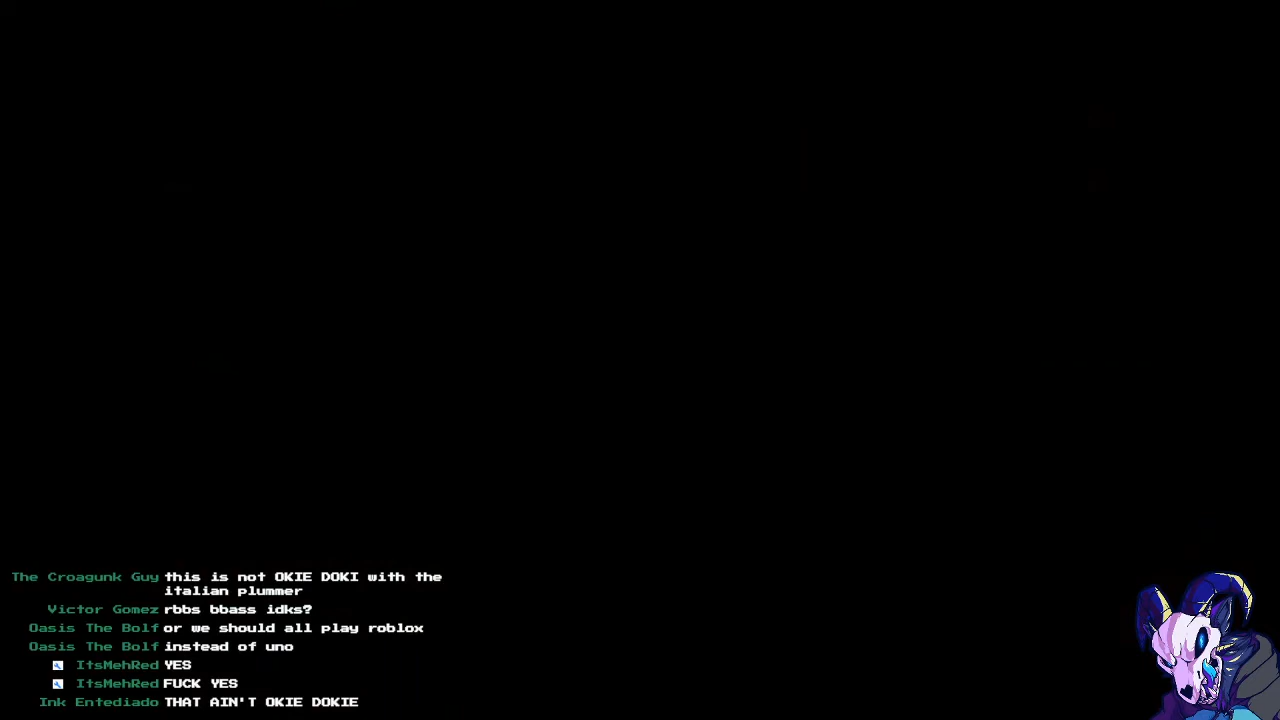 The Croagunk Guy this is not OKIE DOKI with the
italian plummer
Victor Gomez rbbs bbass idks?
Oasis The Bolf or we should all play roblox
Oasis The Bolf instead of uno
ItsMehRed YES
ItsMehRed FUCK YES
Ink Entediado THAT AIN'T OKIE DOKIE